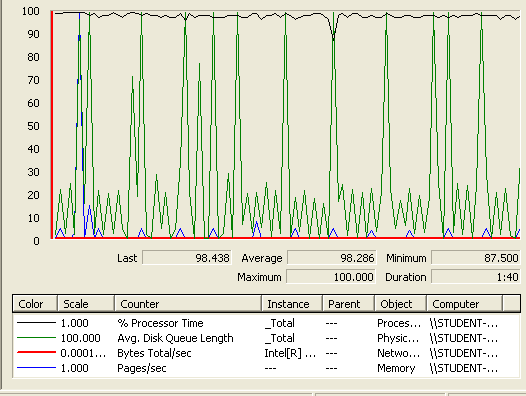 100
90
80
70
60
50
40
30
20
10
0
Last 98.438 Average 98.286 Minimum 87.500
Maximum 100.000 Duration 1:40
Color Scale Counter Instance Parent Object Computer
1.000 % Processor Time _Total --- Proces... \\STUDENT-...
100.000 Avg. Disk Queue Length _Total --- Physic... \\STUDENT-...
0.0001... Bytes Total/sec Intel[R] ... --- Netwo... \\STUDENT-...
1.000 Pages/sec --- --- Memory \\STUDENT-...